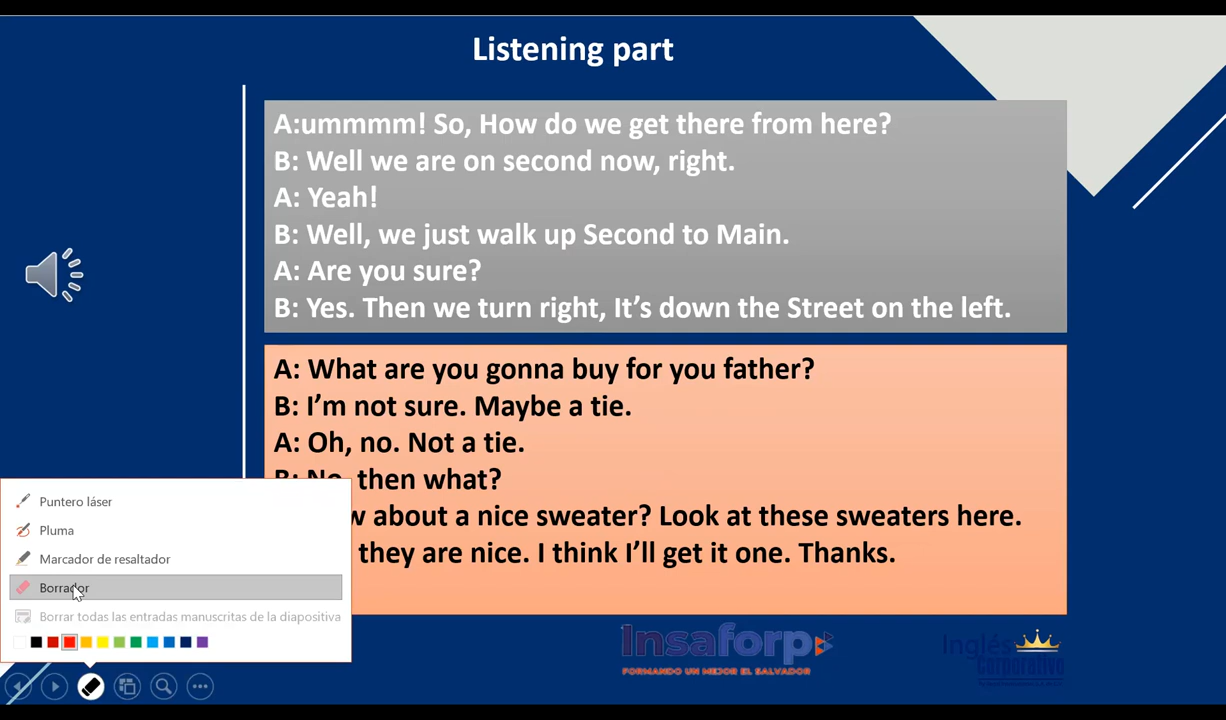 Listening part
A:ummmm! So, How do we get there from here?
B: Well we are on second now, right.
A: Yeah!
B: Well, we just walk up Second to Main.
A: Are you sure?
B: Yes. Then we turn right, It’s down the Street on the left.
A: What are you gonna buy for you father?
B: I’m not sure. Maybe a tie.
A: Oh, no. Not a tie.
B: No, then what?
about a nice sweater? Look at these sweaters here.
they are nice. I think I’ll get it one. Thanks.
Puntero láser
Pluma
Marcador de resaltador
Borrador
Borrar todas las entradas manuscritas de la diapositiva
Insaforp
FORMANDO UN MEJOR EL SALVADOR
Inglés
Corporativo